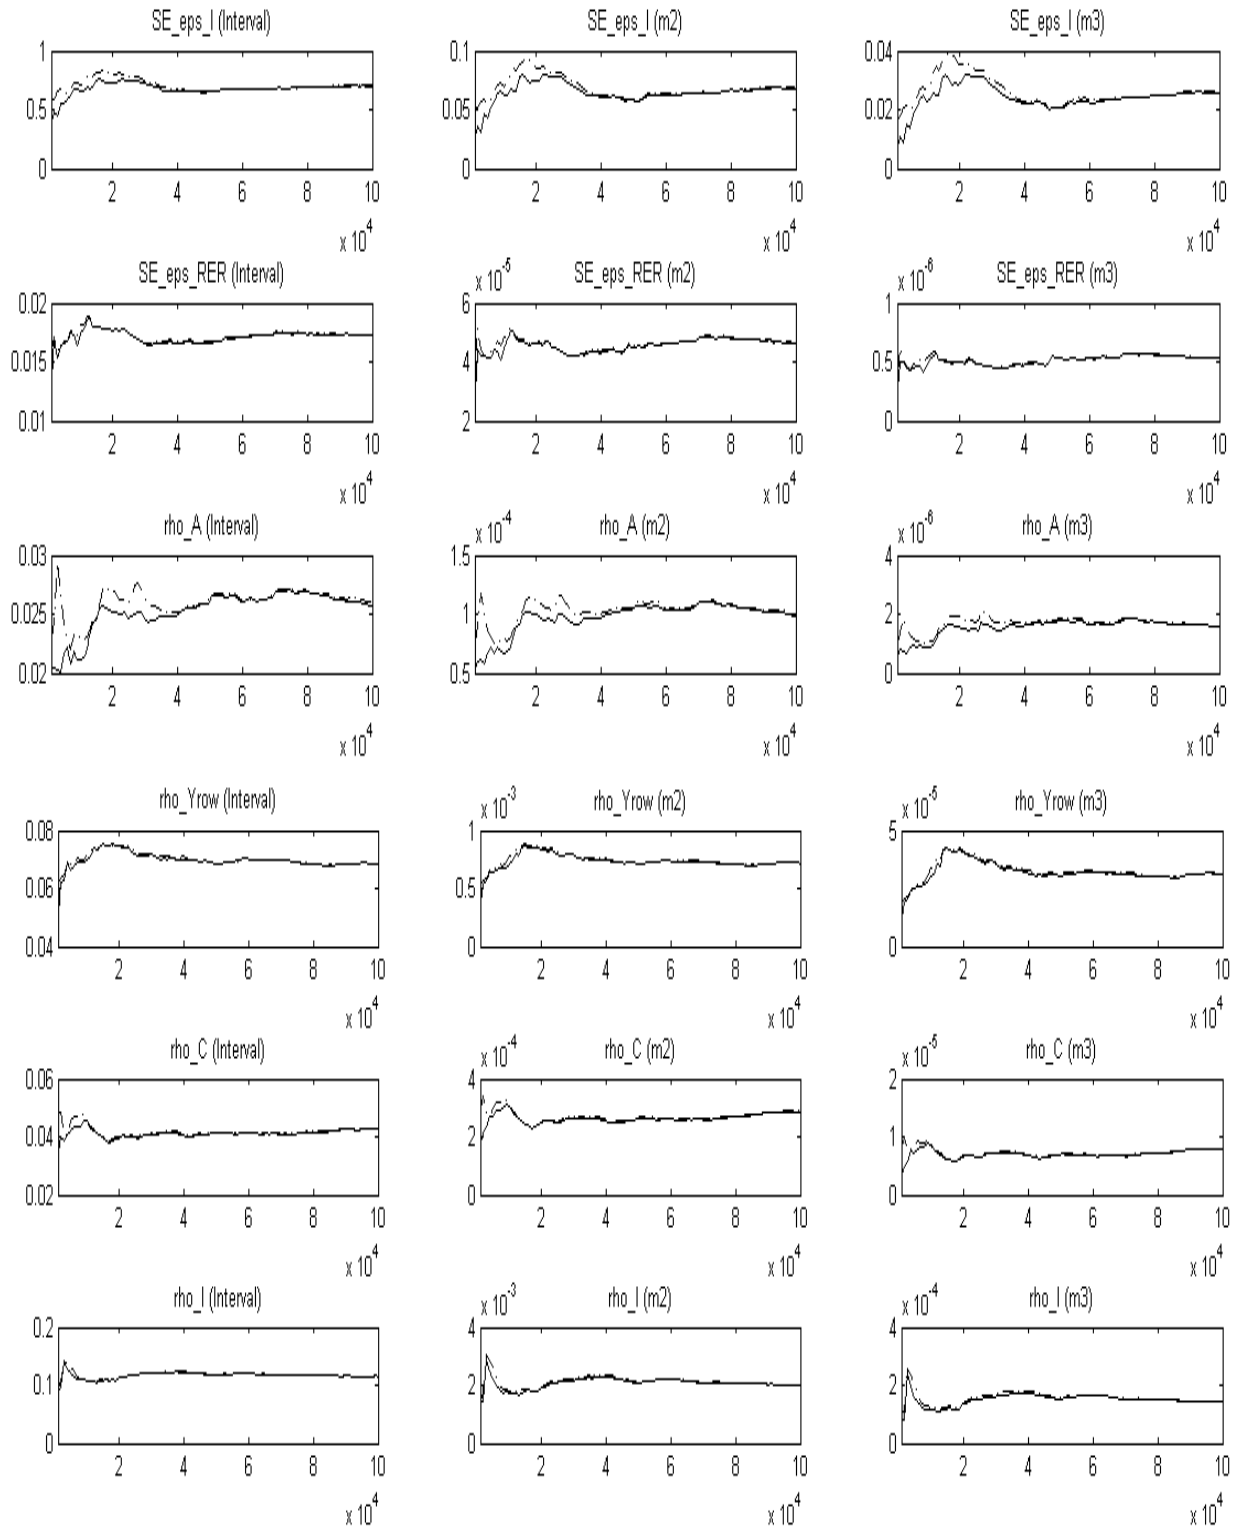 SE_eps_I (Interval)
SE_eps_I (m2)
SE_eps_I (m3)
1
0.5
0
2 4 6 8 10
x 10^4
0.1
0.05
0
2 4 6 8 10
x 10^4
0.04
0.02
0
2 4 6 8 10
x 10^4
SE_eps_RER (Interval)
0.02
0.015
0.01
2 4 6 8 10
x 10^4
x 10^-5
SE_eps_RER (m2)
6
4
2
2 4 6 8 10
x 10^4
x 10^-6
SE_eps_RER (m3)
1
0.5
0
2 4 6 8 10
x 10^4
rho_A (Interval)
0.03
0.025
0.02
2 4 6 8 10
x 10^4
x 10^-4
rho_A (m2)
1.5
1
0.5
2 4 6 8 10
x 10^4
x 10^-6
rho_A (m3)
4
2
0
2 4 6 8 10
x 10^4
rho_Yrow (Interval)
0.08
0.06
0.04
2 4 6 8 10
x 10^4
x 10^-3
rho_Yrow (m2)
1
0.5
0
2 4 6 8 10
x 10^4
x 10^-5
rho_Yrow (m3)
5
0
2 4 6 8 10
x 10^4
rho_C (Interval)
0.06
0.04
0.02
2 4 6 8 10
x 10^4
x 10^-4
rho_C (m2)
4
2
0
2 4 6 8 10
x 10^4
x 10^-5
rho_C (m3)
2
1
0
2 4 6 8 10
x 10^4
rho_I (Interval)
0.2
0.1
0
2 4 6 8 10
x 10^4
x 10^-3
rho_I (m2)
4
2
0
2 4 6 8 10
x 10^4
x 10^-4
rho_I (m3)
4
2
0
2 4 6 8 10
x 10^4